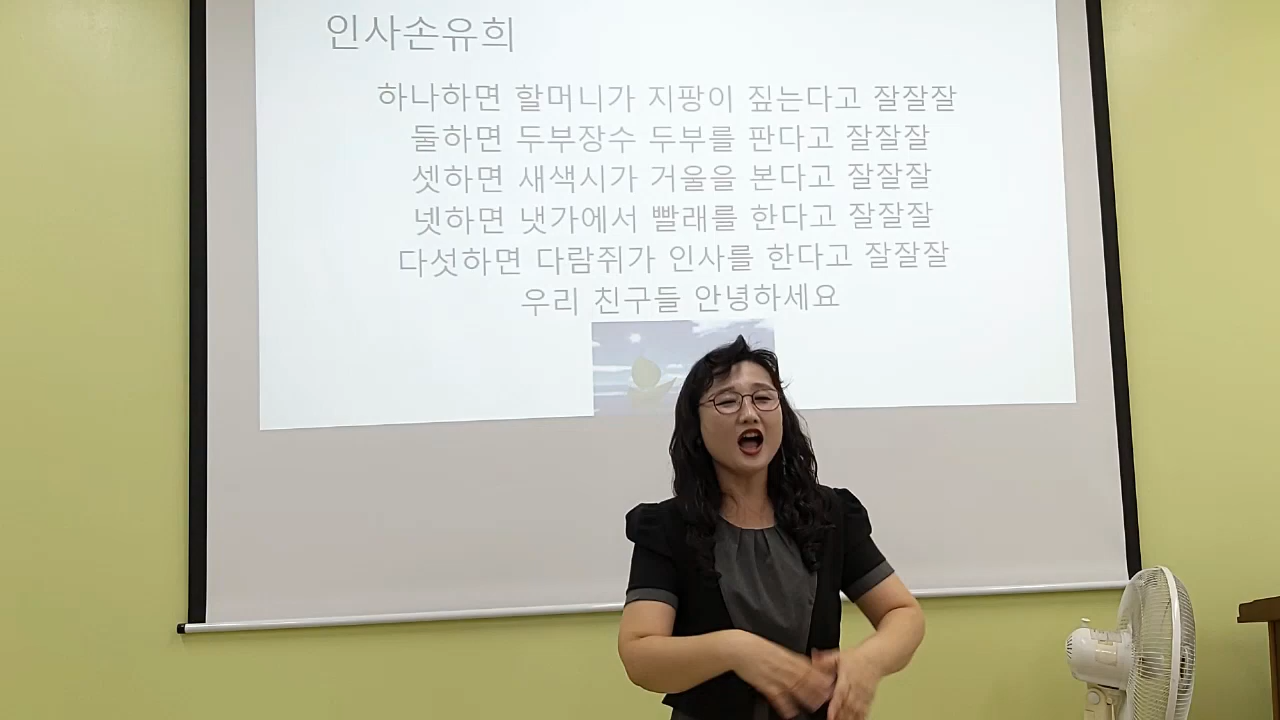 인사손유희
하나하면 할머니가 지팡이 짚는다고 잘잘잘
둘하면 두부장수 두부를 판다고 잘잘잘
셋하면 새색시가 거울을 본다고 잘잘잘
넷하면 냇가에서 빨래를 한다고 잘잘잘
다섯하면 다람쥐가 인사를 한다고 잘잘잘
우리 친구들 안녕하세요